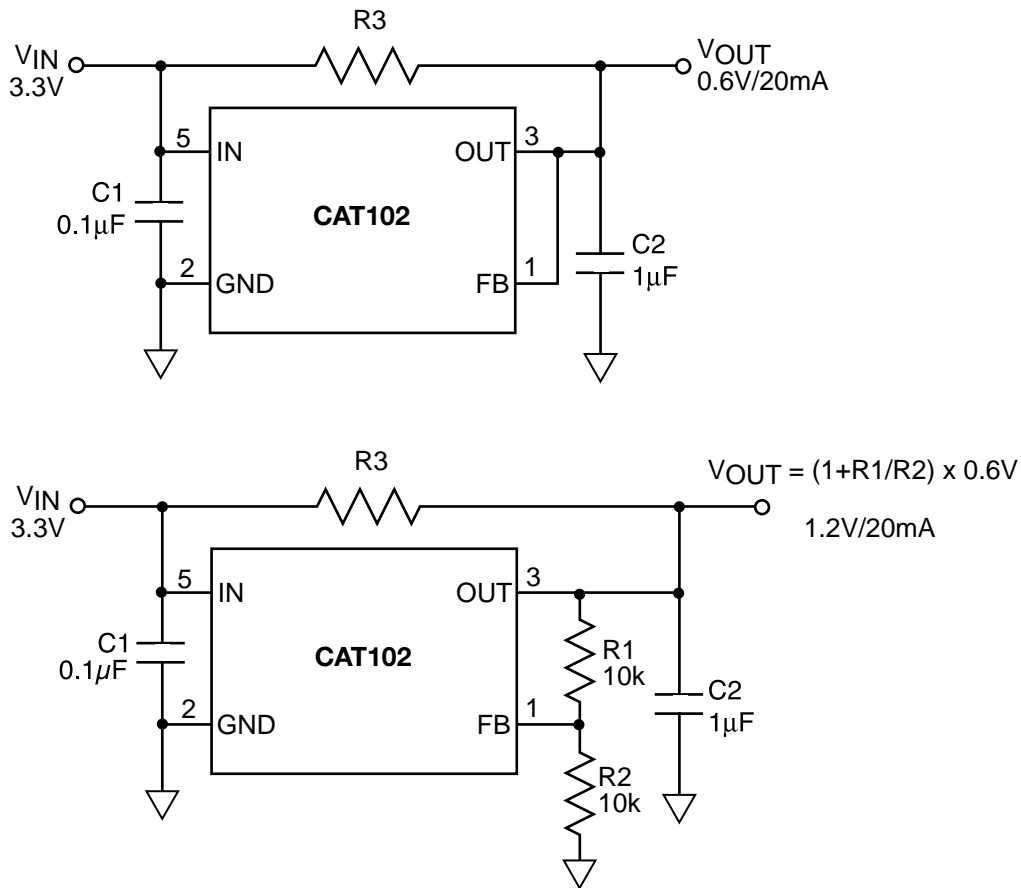 R3
VIN
3.3V
VOUT
0.6V/20mA
5
IN
OUT
3
C1
0.1μF
CAT102
C2
1μF
2
GND
FB
1
R3
VOUT = (1+R1/R2) x 0.6V
VIN
3.3V
1.2V/20mA
5
IN
OUT
3
C1
0.1μF
CAT102
R1
10k
C2
1μF
2
GND
FB
1
R2
10k